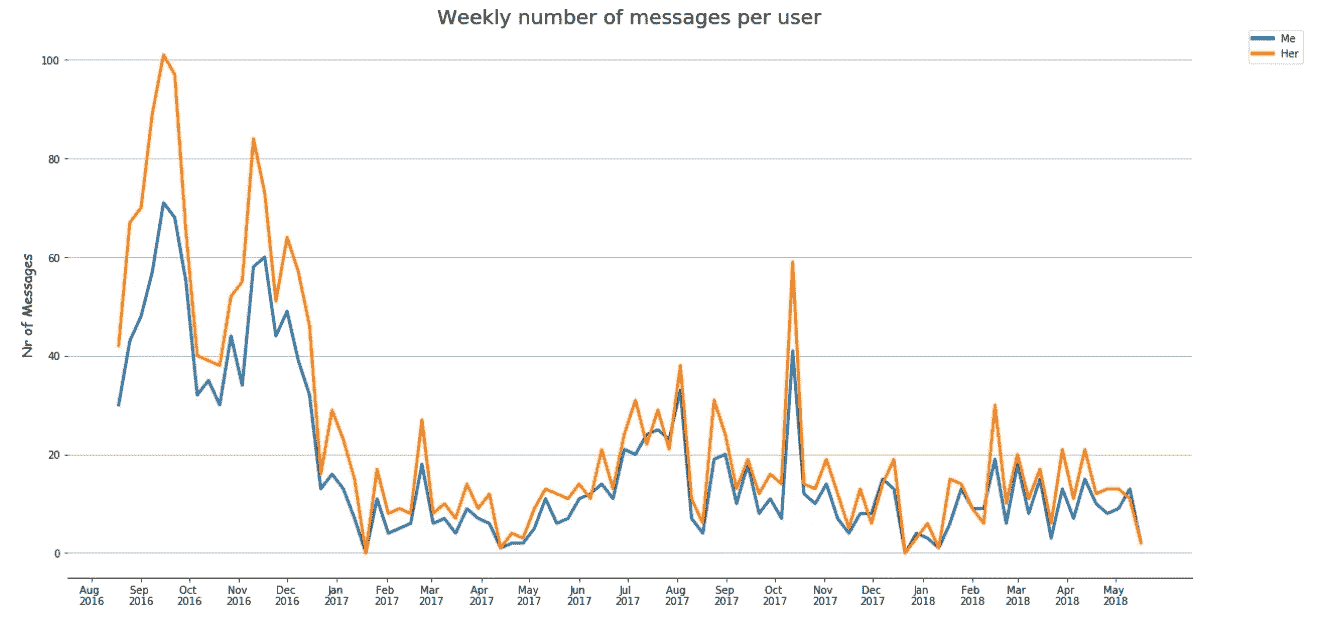 Weekly number of messages per user
Me
Her
Nr of Messages
100
80
60
40
20
0
Aug Sep Oct Nov Dec Jan Feb Mar Apr May Jun Jul Aug Sep Oct Nov Dec Jan Feb Mar Apr May
2016 2016 2016 2016 2016 2017 2017 2017 2017 2017 2017 2017 2017 2017 2017 2017 2017 2018 2018 2018 2018 2018